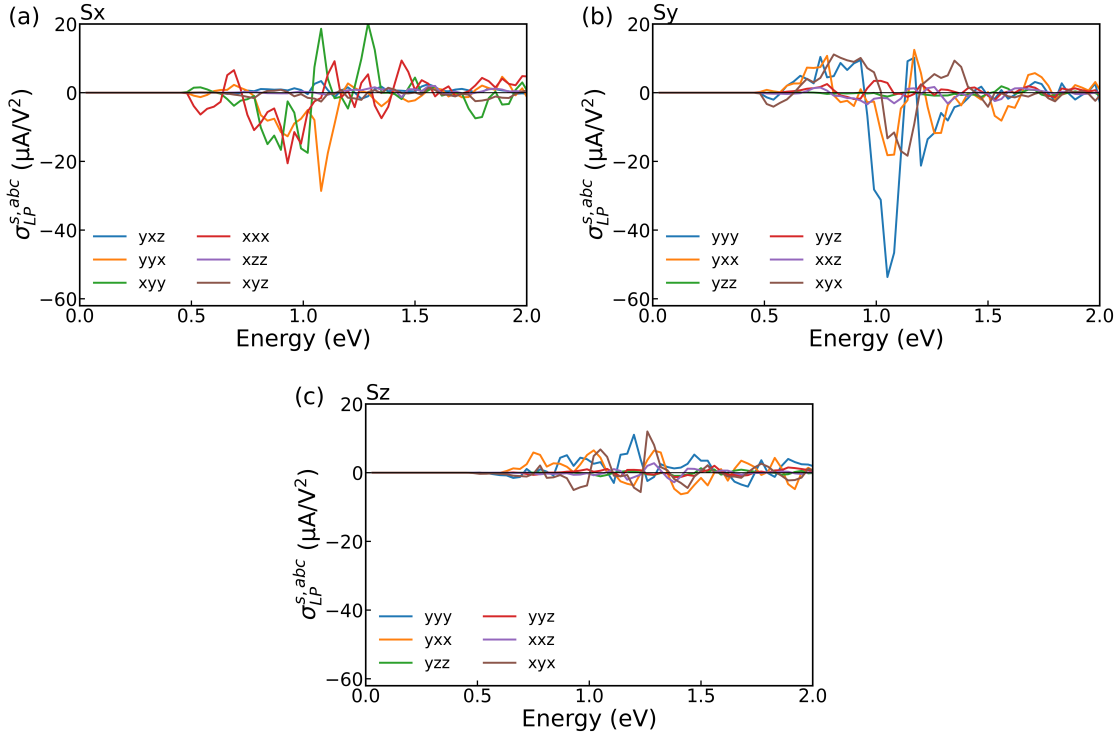 (a) Sx
20
0
−20
−40
−60
σ_LP^{s,abc} (μA/V²)
yxz xxx
yyx xzz
xyy xyz
0.0 0.5 1.0 1.5 2.0
Energy (eV)
(b) Sy
20
0
−20
−40
−60
σ_LP^{s,abc} (μA/V²)
yyy yyz
yxx xxz
yzz xyx
0.0 0.5 1.0 1.5 2.0
Energy (eV)
(c) Sz
20
0
−20
−40
−60
σ_LP^{s,abc} (μA/V²)
yyy yyz
yxx xxz
yzz xyx
0.0 0.5 1.0 1.5 2.0
Energy (eV)